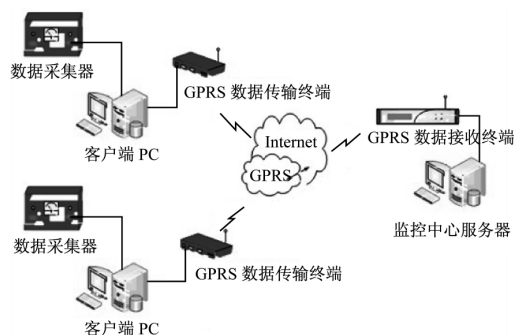 数据采集器
GPRS 数据传输终端
客户端 PC
Internet
GPRS
GPRS 数据接收终端
监控中心服务器
数据采集器
GPRS 数据传输终端
客户端 PC